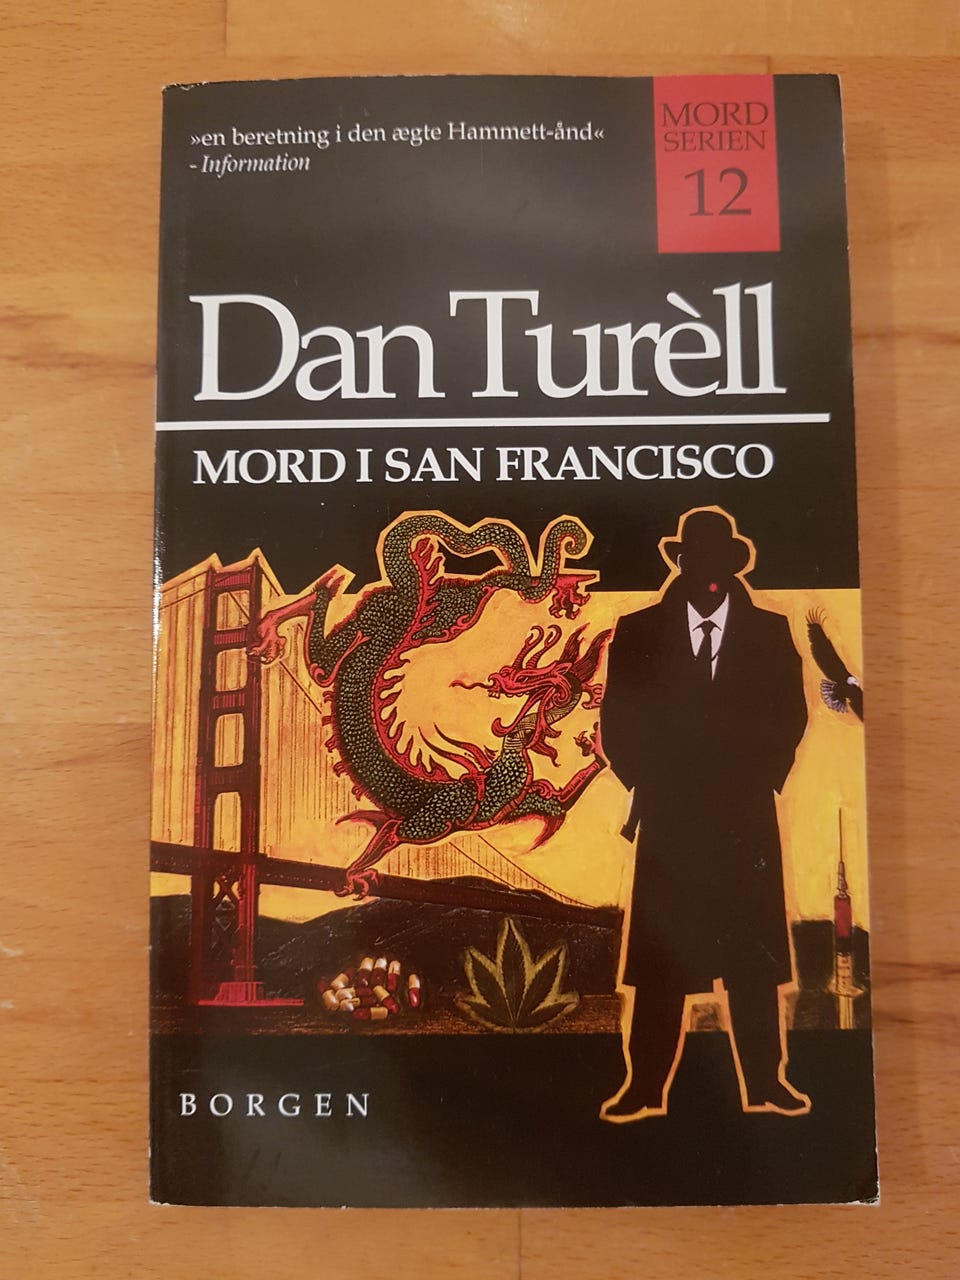 »en beretning i den ægte Hammett-ånd«
- Information
MORD
SERIEN
12
Dan Turèll
MORD I SAN FRANCISCO
BORGEN